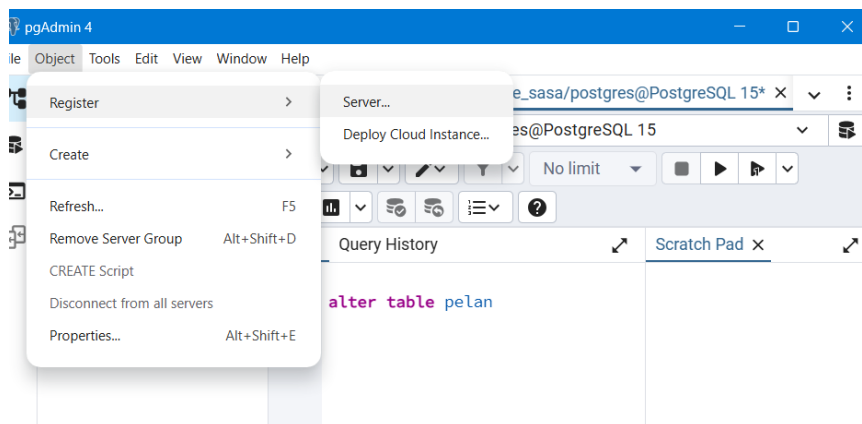 pgAdmin 4
ile Object Tools Edit View Window Help
Register
Server...
Deploy Cloud Instance...
Create
Refresh... F5
Remove Server Group Alt+Shift+D
CREATE Script
Disconnect from all servers
Properties... Alt+Shift+E
e_sasa/postgres@PostgreSQL 15*
es@PostgreSQL 15
No limit
Query History
Scratch Pad
alter table pelan